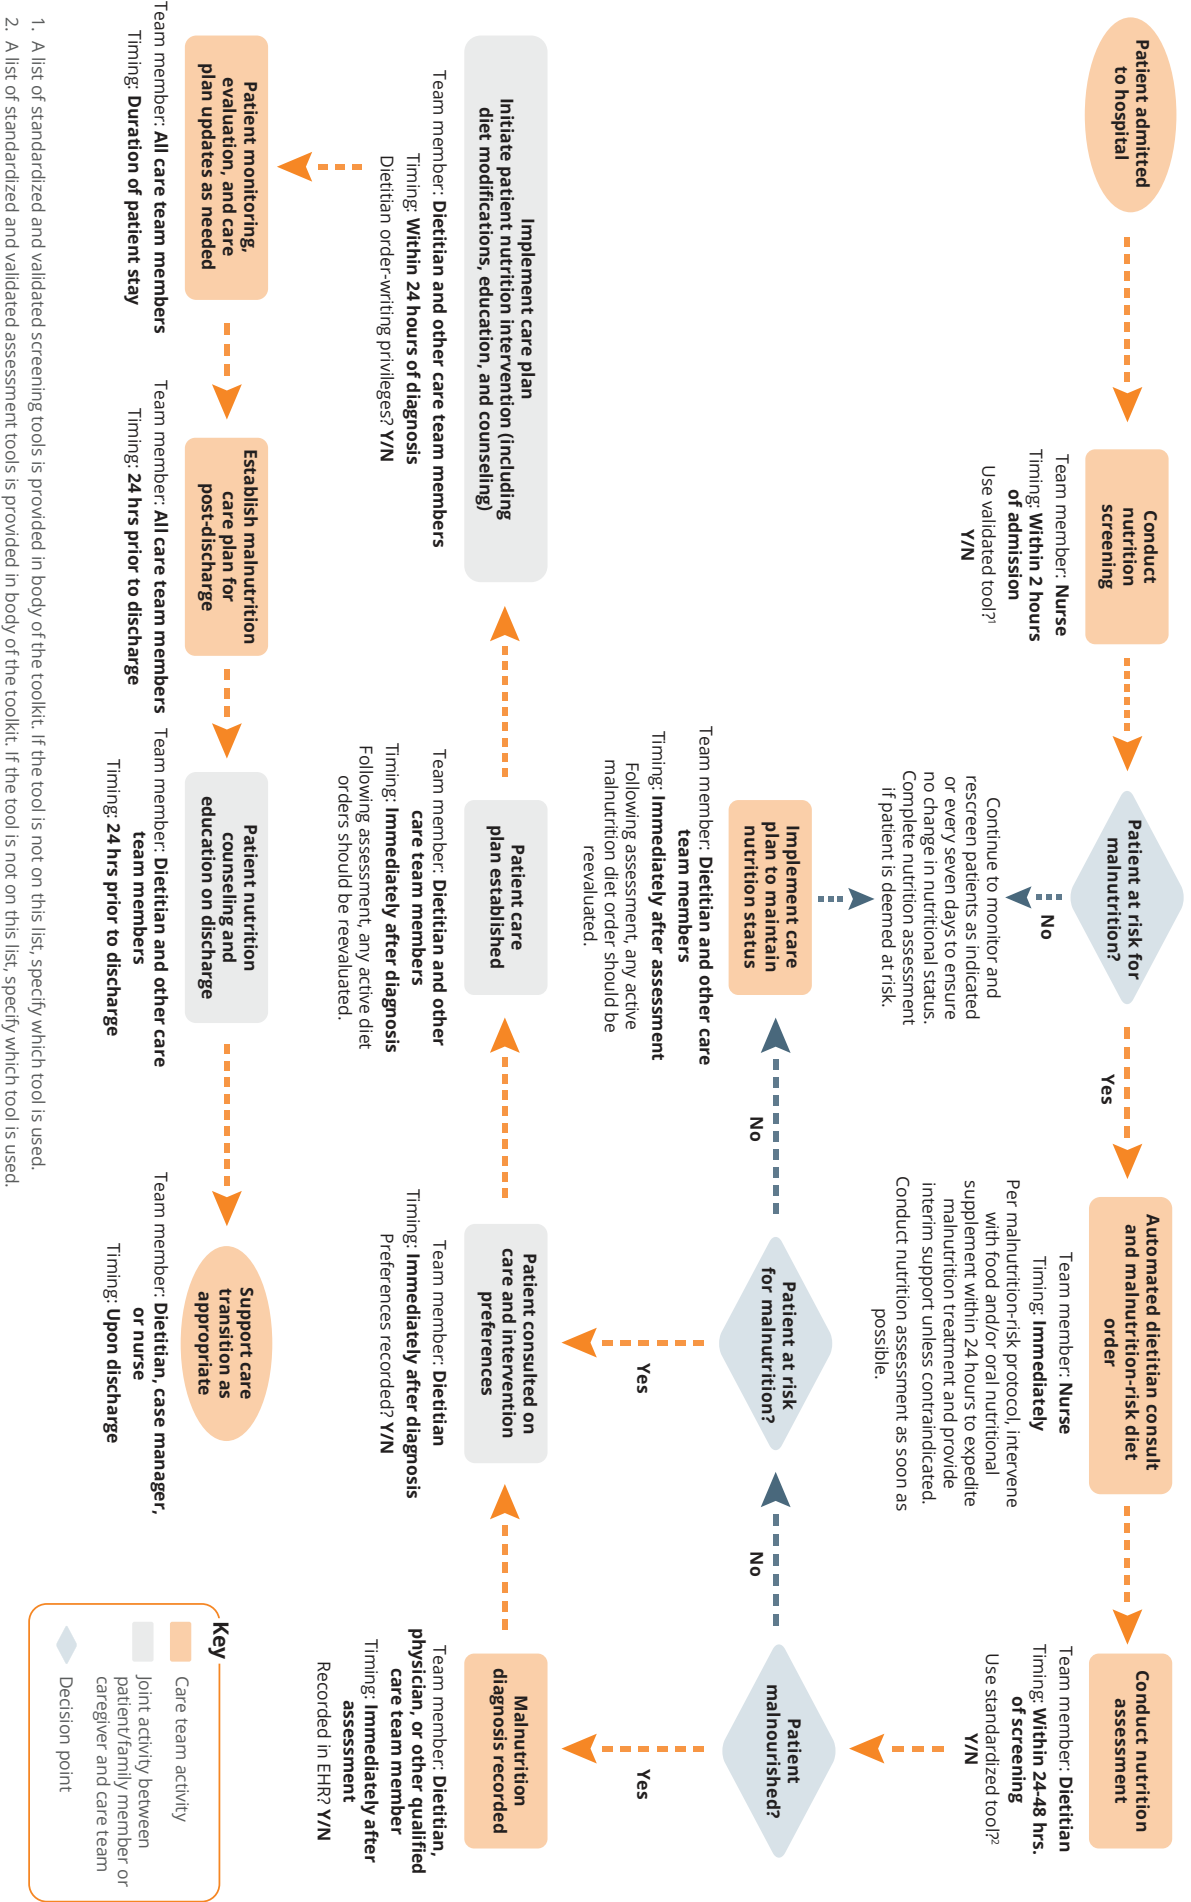 Patient admitted
to hospital
Conduct
nutrition
screening
Team member: Nurse
Timing: Within 2 hours
of admission
Use validated tool?¹
Y/N
Patient at risk for
malnutrition?
No
Continue to monitor and
rescreen patients as indicated
or every seven days to ensure
no change in nutritional status.
Complete nutrition assessment
if patient is deemed at risk.
Yes
Automated dietitian consult
and malnutrition-risk diet
order
Team member: Nurse
Timing: Immediately
Per malnutrition-risk protocol, intervene
with food and/or oral nutritional
supplement within 24 hours to expedite
malnutrition treatment and provide
interim support unless contraindicated.
Conduct nutrition assessment as soon as
possible.
Conduct nutrition
assessment
Team member: Dietitian
Timing: Within 24-48 hrs.
of screening
Use standardized tool?²
Y/N
Patient
malnourished?
No
Yes
Patient at risk
for malnutrition?
No
Yes
Implement care
plan to maintain
nutrition status
Team member: Dietitian and other care
team members
Timing: Immediately after assessment
Following assessment, any active
malnutrition diet order should be
reevaluated.
Malnutrition
diagnosis recorded
Team member: Dietitian,
physician, or other qualified
care team member
Timing: Immediately after
assessment
Recorded in EHR? Y/N
Patient consulted on
care and intervention
preferences
Team member: Dietitian
Timing: Immediately after diagnosis
Preferences recorded? Y/N
Patient care
plan established
Team member: Dietitian and other
care team members
Timing: Immediately after diagnosis
Following assessment, any active diet
orders should be reevaluated.
Implement care plan
Initiate patient nutrition intervention (including
diet modifications, education, and counseling)
Team member: Dietitian and other care team members
Timing: Within 24 hours of diagnosis
Dietitian order-writing privileges? Y/N
Patient monitoring,
evaluation, and care
plan updates as needed
Team member: All care team members
Timing: Duration of patient stay
Establish malnutrition
care plan for
post-discharge
Team member: All care team members
Timing: 24 hrs prior to discharge
Patient nutrition
counseling and
education on discharge
Team member: Dietitian and other care
team members
Timing: 24 hrs prior to discharge
Support care
transition as
appropriate
Team member: Dietitian, case manager,
or nurse
Timing: Upon discharge
Key
Care team activity
Joint activity between
patient/family member or
caregiver and care team
Decision point
1. A list of standardized and validated screening tools is provided in body of the toolkit. If the tool is not on this list, specify which tool is used.
2. A list of standardized and validated assessment tools is provided in body of the toolkit. If the tool is not on this list, specify which tool is used.